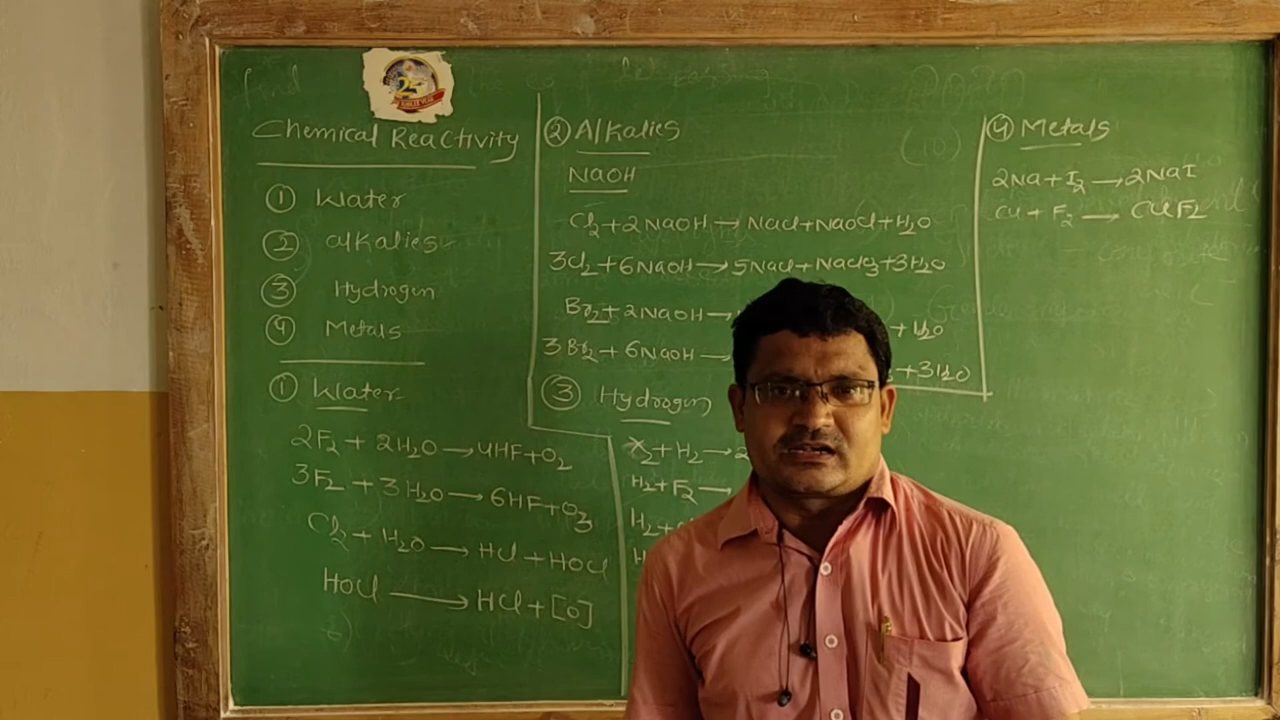 Chemical Reactivity
① Water
② alkalies
③ Hydrogen
④ Metals
① Water
2F₂ + 2H₂O → 4HF + O₂
3F₂ + 3H₂O → 6HF + O₃
Cl₂ + H₂O → HCl + HOCl
HOCl → HCl + [O]
② Alkalies
NaOH
Cl₂ + 2NaOH → NaCl + NaOCl + H₂O
3Cl₂ + 6NaOH → 5NaCl + NaClO₃ + 3H₂O
Br₂ + 2NaOH → + H₂O
3Br₂ + 6NaOH → + 3H₂O
③ Hydrogen
X₂ + H₂ → 2
H₂ + F₂ →
H₂ +
H
④ Metals
2Na + I₂ → 2NaI
Cu + F₂ → CuF₂